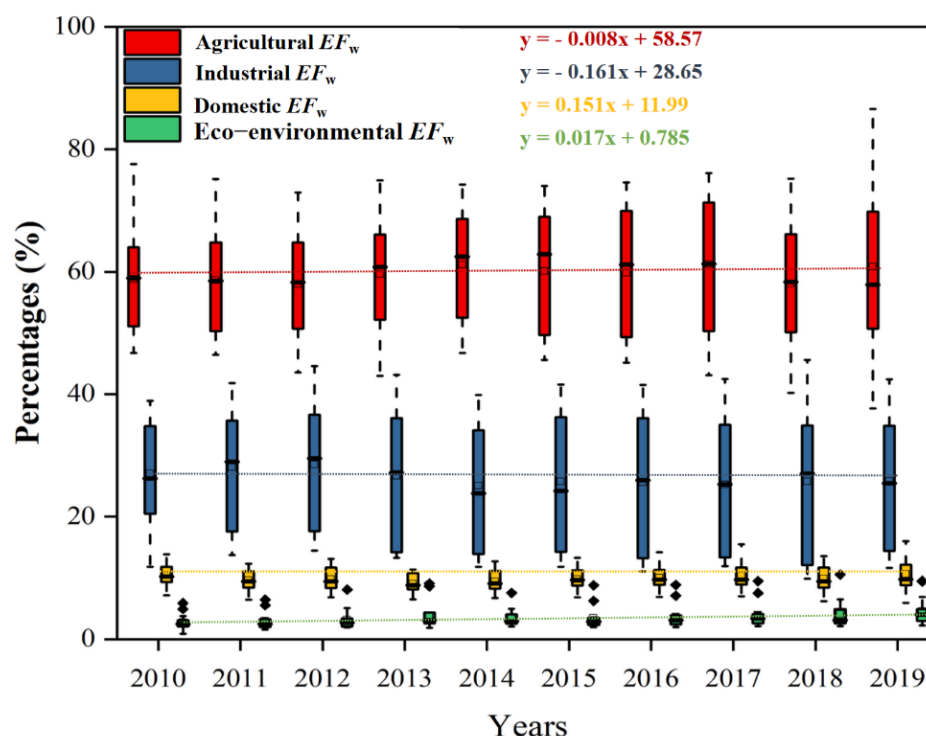 100
80
60
40
20
0
Percentages (%)
Agricultural EFw y = - 0.008x + 58.57
Industrial EFw y = - 0.161x + 28.65
Domestic EFw y = 0.151x + 11.99
Eco−environmental EFw y = 0.017x + 0.785
2010 2011 2012 2013 2014 2015 2016 2017 2018 2019
Years